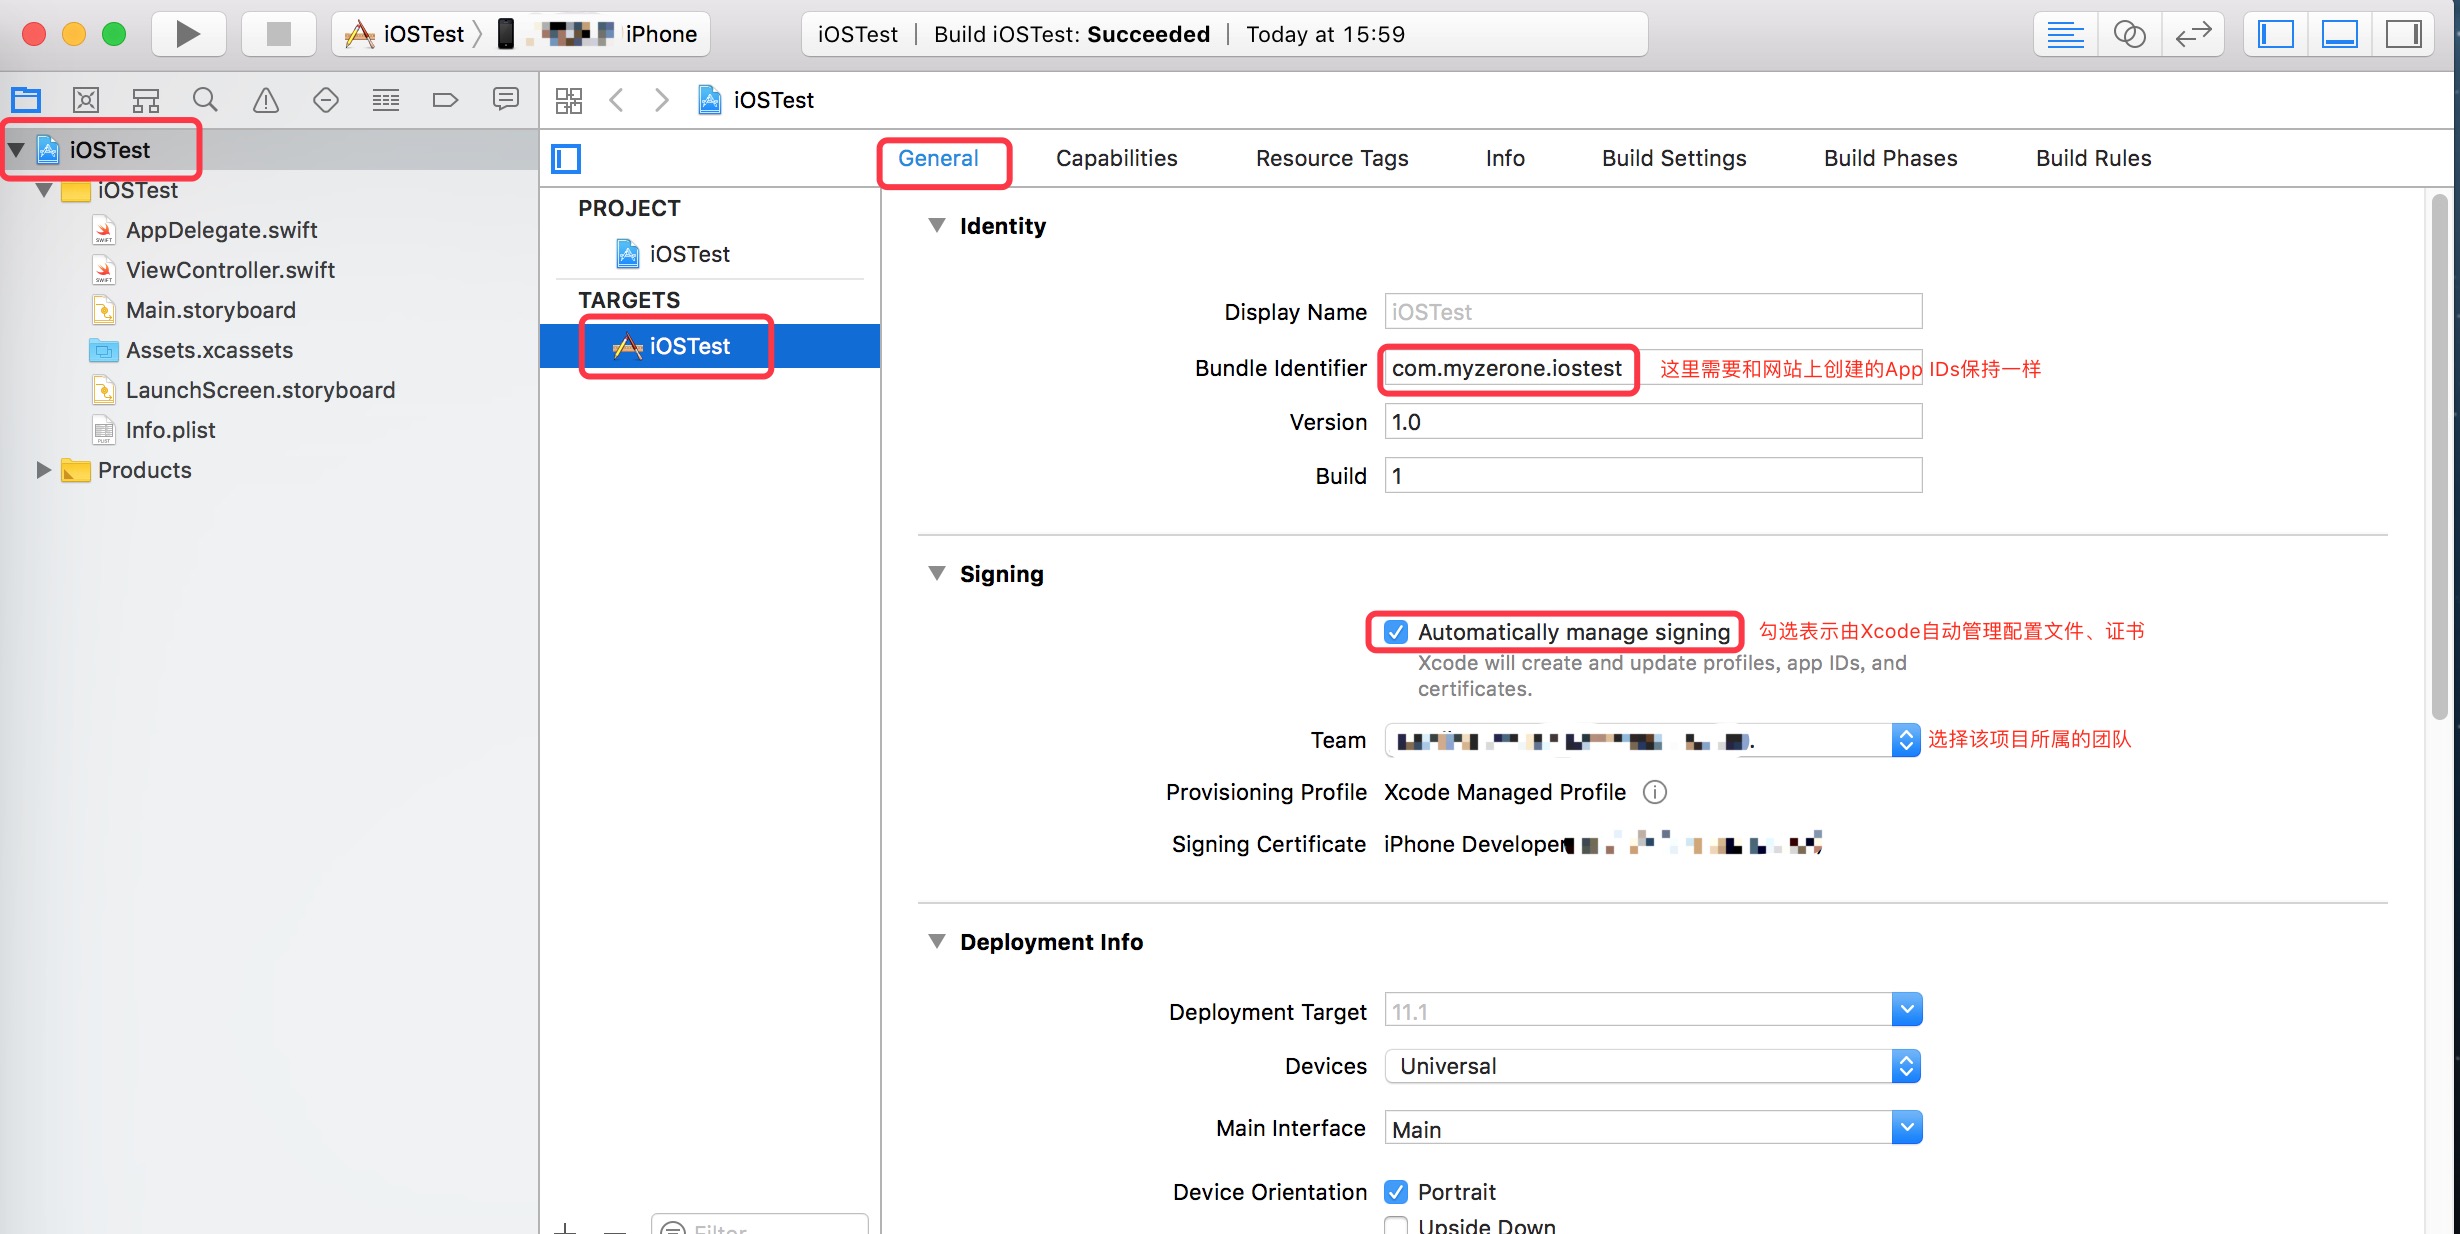 iOSTest
iPhone
iOSTest | Build iOSTest: Succeeded | Today at 15:59
iOSTest
iOSTest
iOSTest
AppDelegate.swift
ViewController.swift
Main.storyboard
Assets.xcassets
LaunchScreen.storyboard
Info.plist
Products
General
Capabilities
Resource Tags
Info
Build Settings
Build Phases
Build Rules
PROJECT
iOSTest
TARGETS
iOSTest
Filter
Identity
Display Name iOSTest
Bundle Identifier com.myzerone.iostest 这里需要和网站上创建的App IDs保持一样
Version 1.0
Build 1
Signing
Automatically manage signing 勾选表示由Xcode自动管理配置文件、证书
Xcode will create and update profiles, app IDs, and
certificates.
Team 选择该项目所属的团队
Provisioning Profile Xcode Managed Profile
Signing Certificate iPhone Developer
Deployment Info
Deployment Target 11.1
Devices Universal
Main Interface Main
Device Orientation Portrait
Upside Down